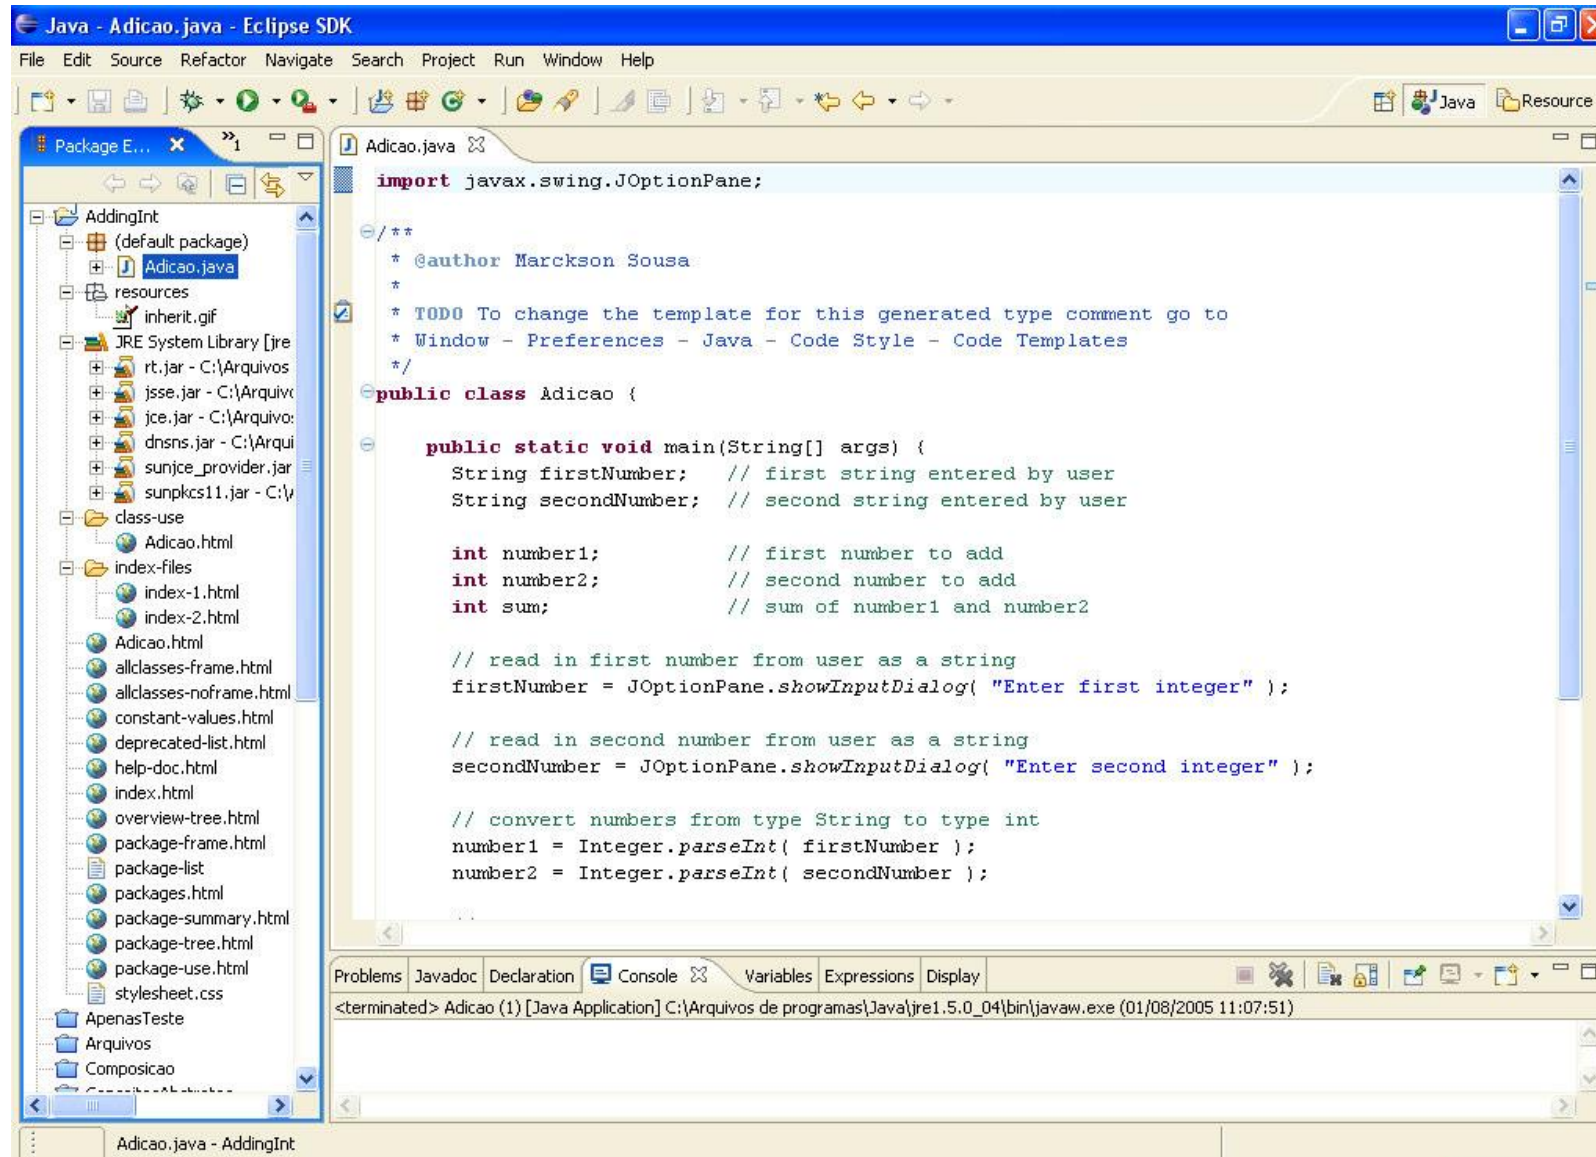 Java - Adicao.java - Eclipse SDK
File Edit Source Refactor Navigate Search Project Run Window Help
Java Resource
Package E... »1
AddingInt
(default package)
Adicao.java
resources
inherit.gif
JRE System Library [jre
rt.jar - C:\Arquivos
jsse.jar - C:\Arquivo
jce.jar - C:\Arquivo
dnsns.jar - C:\Arqui
sunjce_provider.jar
sunpkcs11.jar - C:\
class-use
Adicao.html
index-files
index-1.html
index-2.html
Adicao.html
allclasses-frame.html
allclasses-noframe.html
constant-values.html
deprecated-list.html
help-doc.html
index.html
overview-tree.html
package-frame.html
package-list
packages.html
package-summary.html
package-tree.html
package-use.html
stylesheet.css
ApenasTeste
Arquivos
Composicao
Adicao.java
import javax.swing.JOptionPane;
/**
* @author Marckson Sousa
*
* TODO To change the template for this generated type comment go to
* Window - Preferences - Java - Code Style - Code Templates
*/
public class Adicao {
public static void main(String[] args) {
String firstNumber; // first string entered by user
String secondNumber; // second string entered by user
int number1; // first number to add
int number2; // second number to add
int sum; // sum of number1 and number2
// read in first number from user as a string
firstNumber = JOptionPane.showInputDialog( "Enter first integer" );
// read in second number from user as a string
secondNumber = JOptionPane.showInputDialog( "Enter second integer" );
// convert numbers from type String to type int
number1 = Integer.parseInt( firstNumber );
number2 = Integer.parseInt( secondNumber );
Problems Javadoc Declaration Console Variables Expressions Display
<terminated> Adicao (1) [Java Application] C:\Arquivos de programas\Java\jre1.5.0_04\bin\javaw.exe (01/08/2005 11:07:51)
Adicao.java - AddingInt